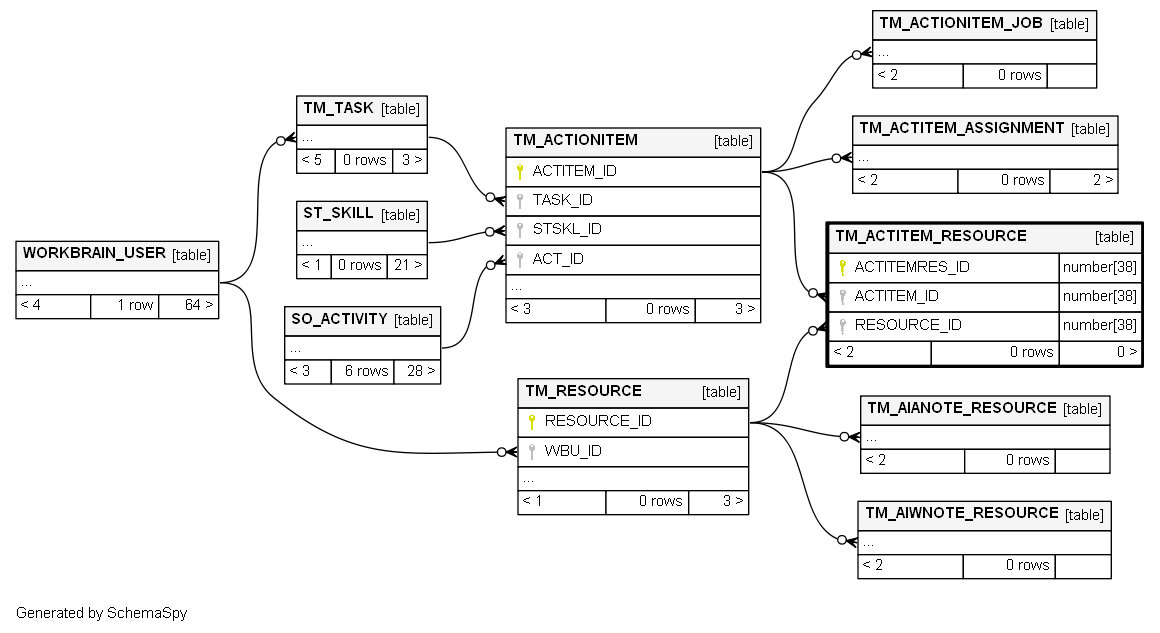 TM_ACTIONITEM_JOB [table]
...
< 2 0 rows
TM_TASK [table]
...
< 5 0 rows 3 >
TM_ACTITEM_ASSIGNMENT [table]
...
< 2 0 rows 2 >
TM_ACTIONITEM [table]
ACTITEM_ID
TASK_ID
STSKL_ID
ACT_ID
...
< 3 0 rows 3 >
ST_SKILL [table]
...
< 1 0 rows 21 >
TM_ACTITEM_RESOURCE [table]
ACTITEMRES_ID number[38]
ACTITEM_ID number[38]
RESOURCE_ID number[38]
< 2 0 rows 0 >
WORKBRAIN_USER [table]
...
< 4 1 row 64 >
SO_ACTIVITY [table]
...
< 3 6 rows 28 >
TM_RESOURCE [table]
RESOURCE_ID
WBU_ID
...
< 1 0 rows 3 >
TM_AIANOTE_RESOURCE [table]
...
< 2 0 rows
TM_AIWNOTE_RESOURCE [table]
...
< 2 0 rows
Generated by SchemaSpy